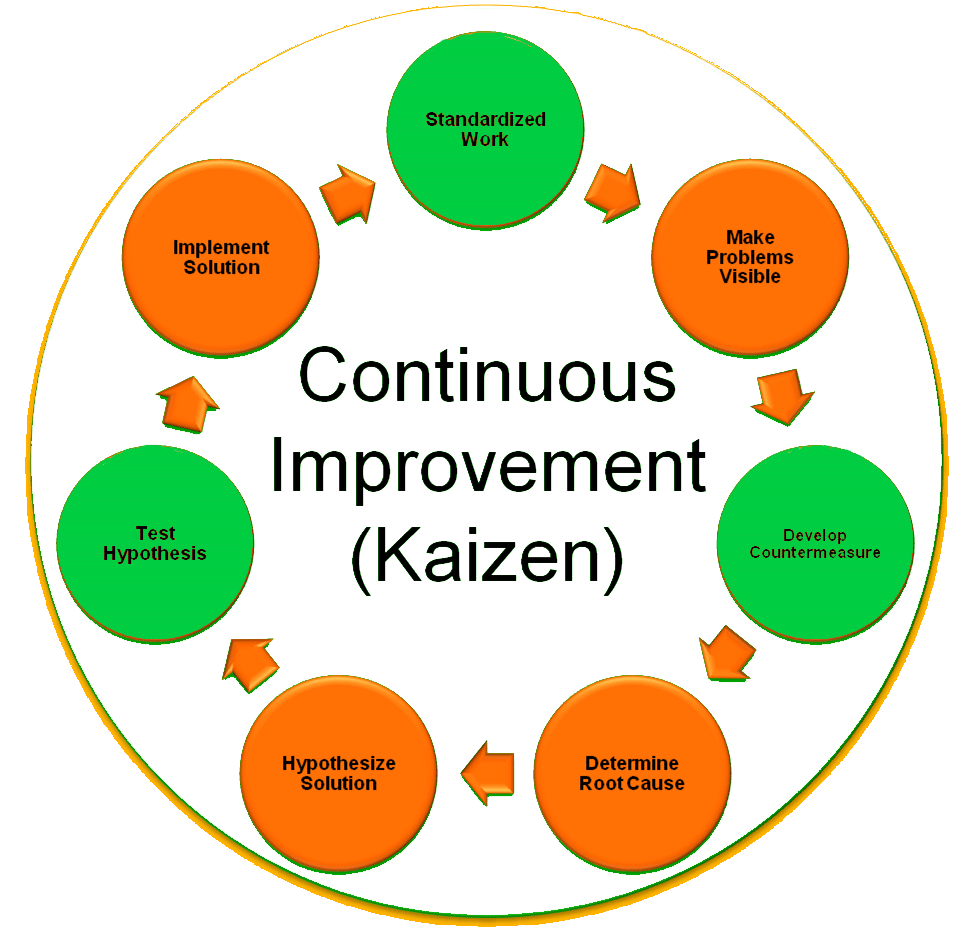 Standardized
Work
Make
Problems
Visible
Develop
Countermeasure
Determine
Root Cause
Hypothesize
Solution
Test
Hypothesis
Implement
Solution
Continuous
Improvement
(Kaizen)